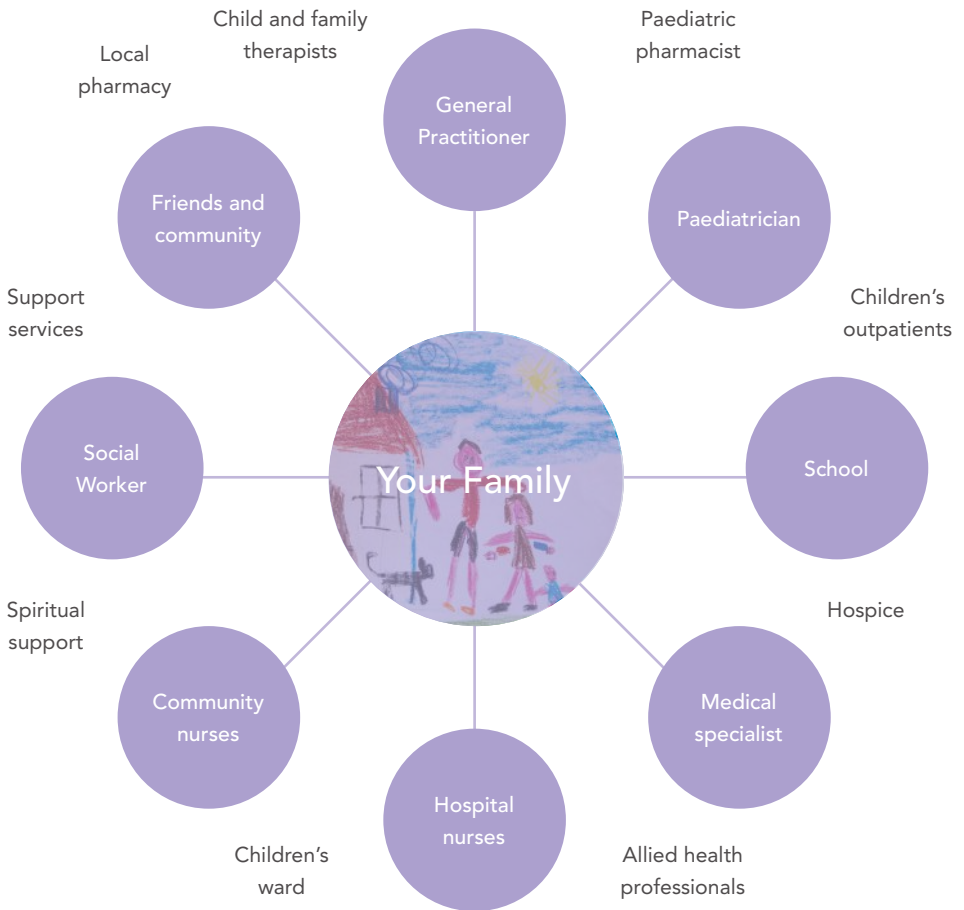 Child and family
therapists
Paediatric
pharmacist
Local
pharmacy
General
Practitioner
Friends and
community
Paediatrician
Support
services
Children’s
outpatients
Social
Worker
Your Family
School
Spiritual
support
Hospice
Community
nurses
Medical
specialist
Hospital
nurses
Children’s
ward
Allied health
professionals